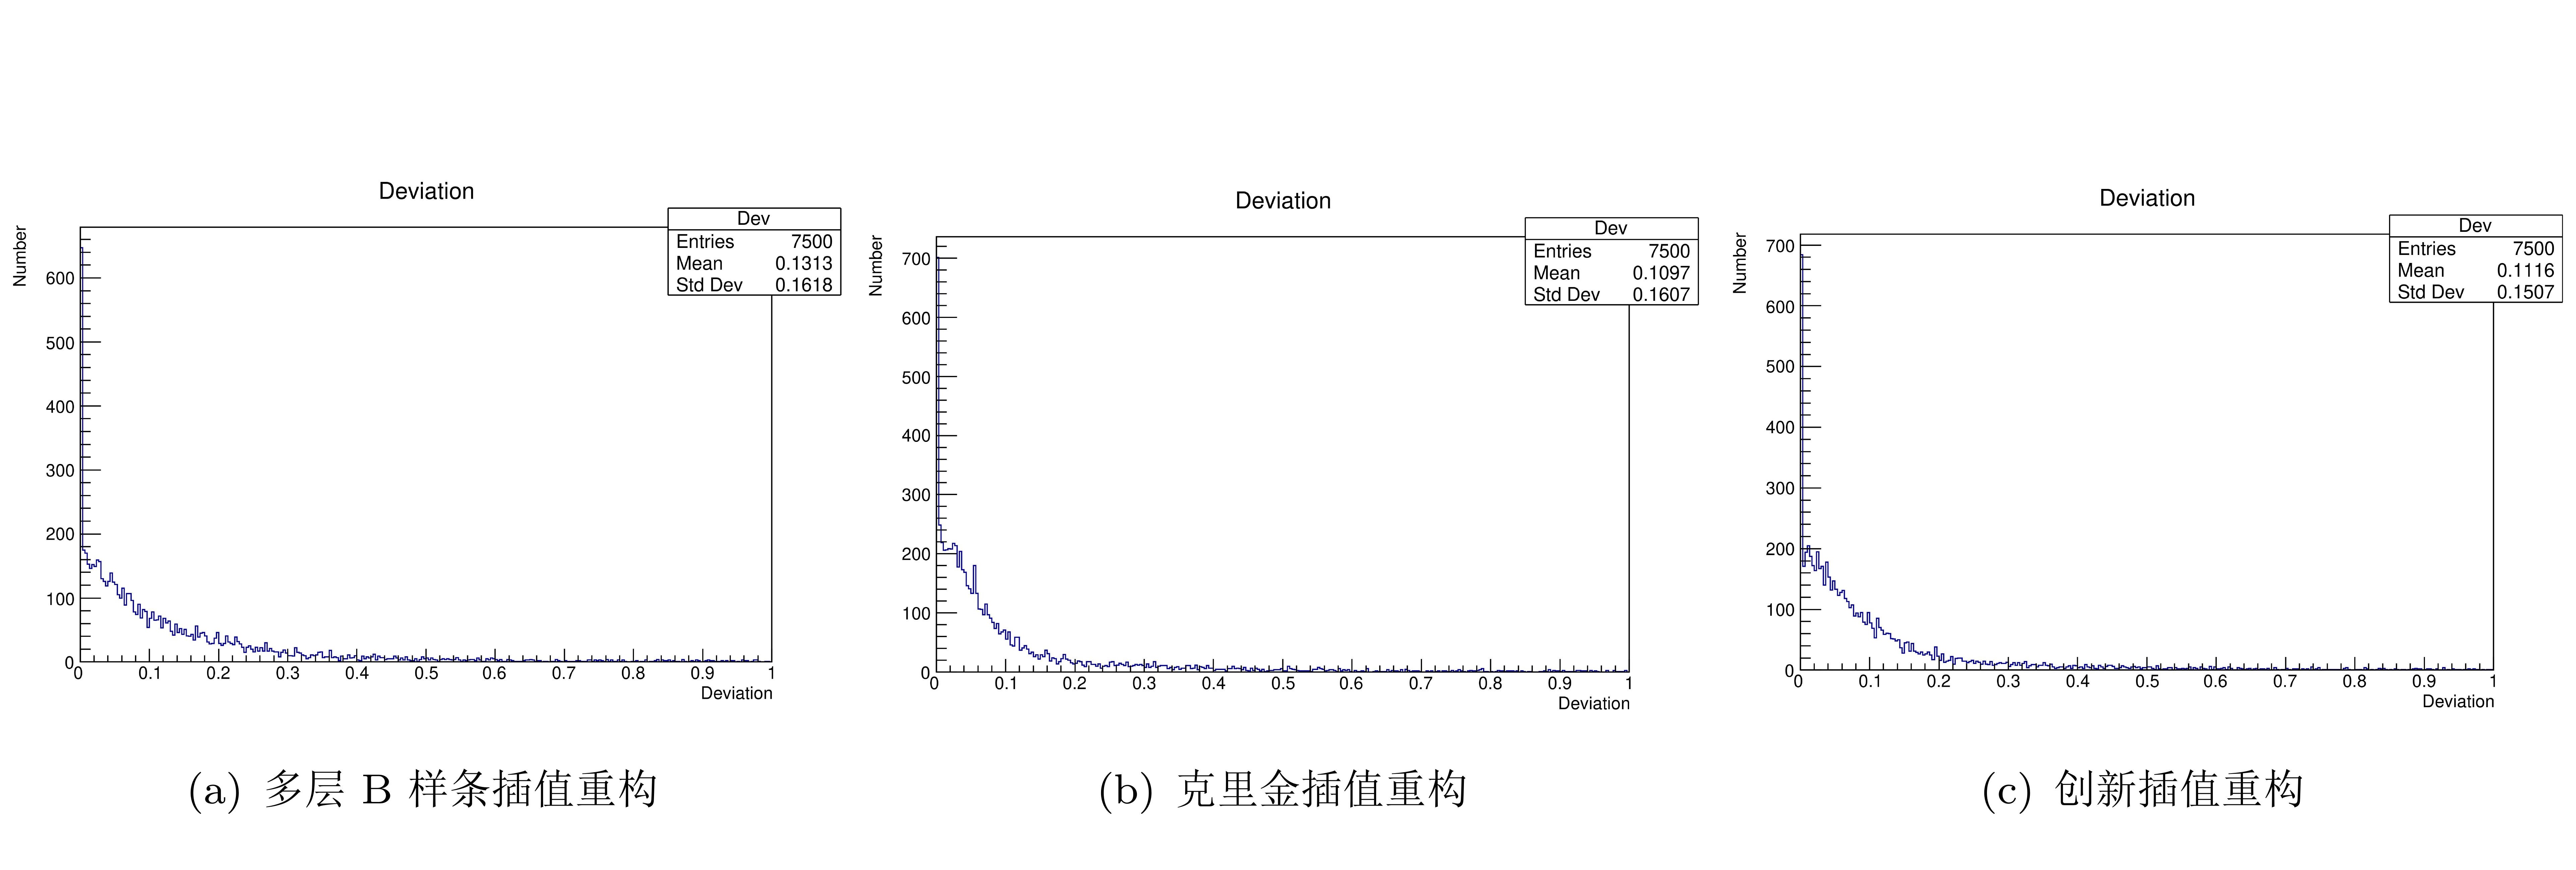 Deviation
Number
Dev
Entries 7500
Mean 0.1313
Std Dev 0.1618
600
500
400
300
200
100
0
0 0.1 0.2 0.3 0.4 0.5 0.6 0.7 0.8 0.9 1
Deviation
(a) 多层 B 样条插值重构
Deviation
Number
Dev
Entries 7500
Mean 0.1097
Std Dev 0.1607
700
600
500
400
300
200
100
0
0 0.1 0.2 0.3 0.4 0.5 0.6 0.7 0.8 0.9 1
Deviation
(b) 克里金插值重构
Deviation
Number
Dev
Entries 7500
Mean 0.1116
Std Dev 0.1507
700
600
500
400
300
200
100
0
0 0.1 0.2 0.3 0.4 0.5 0.6 0.7 0.8 0.9 1
Deviation
(c) 创新插值重构